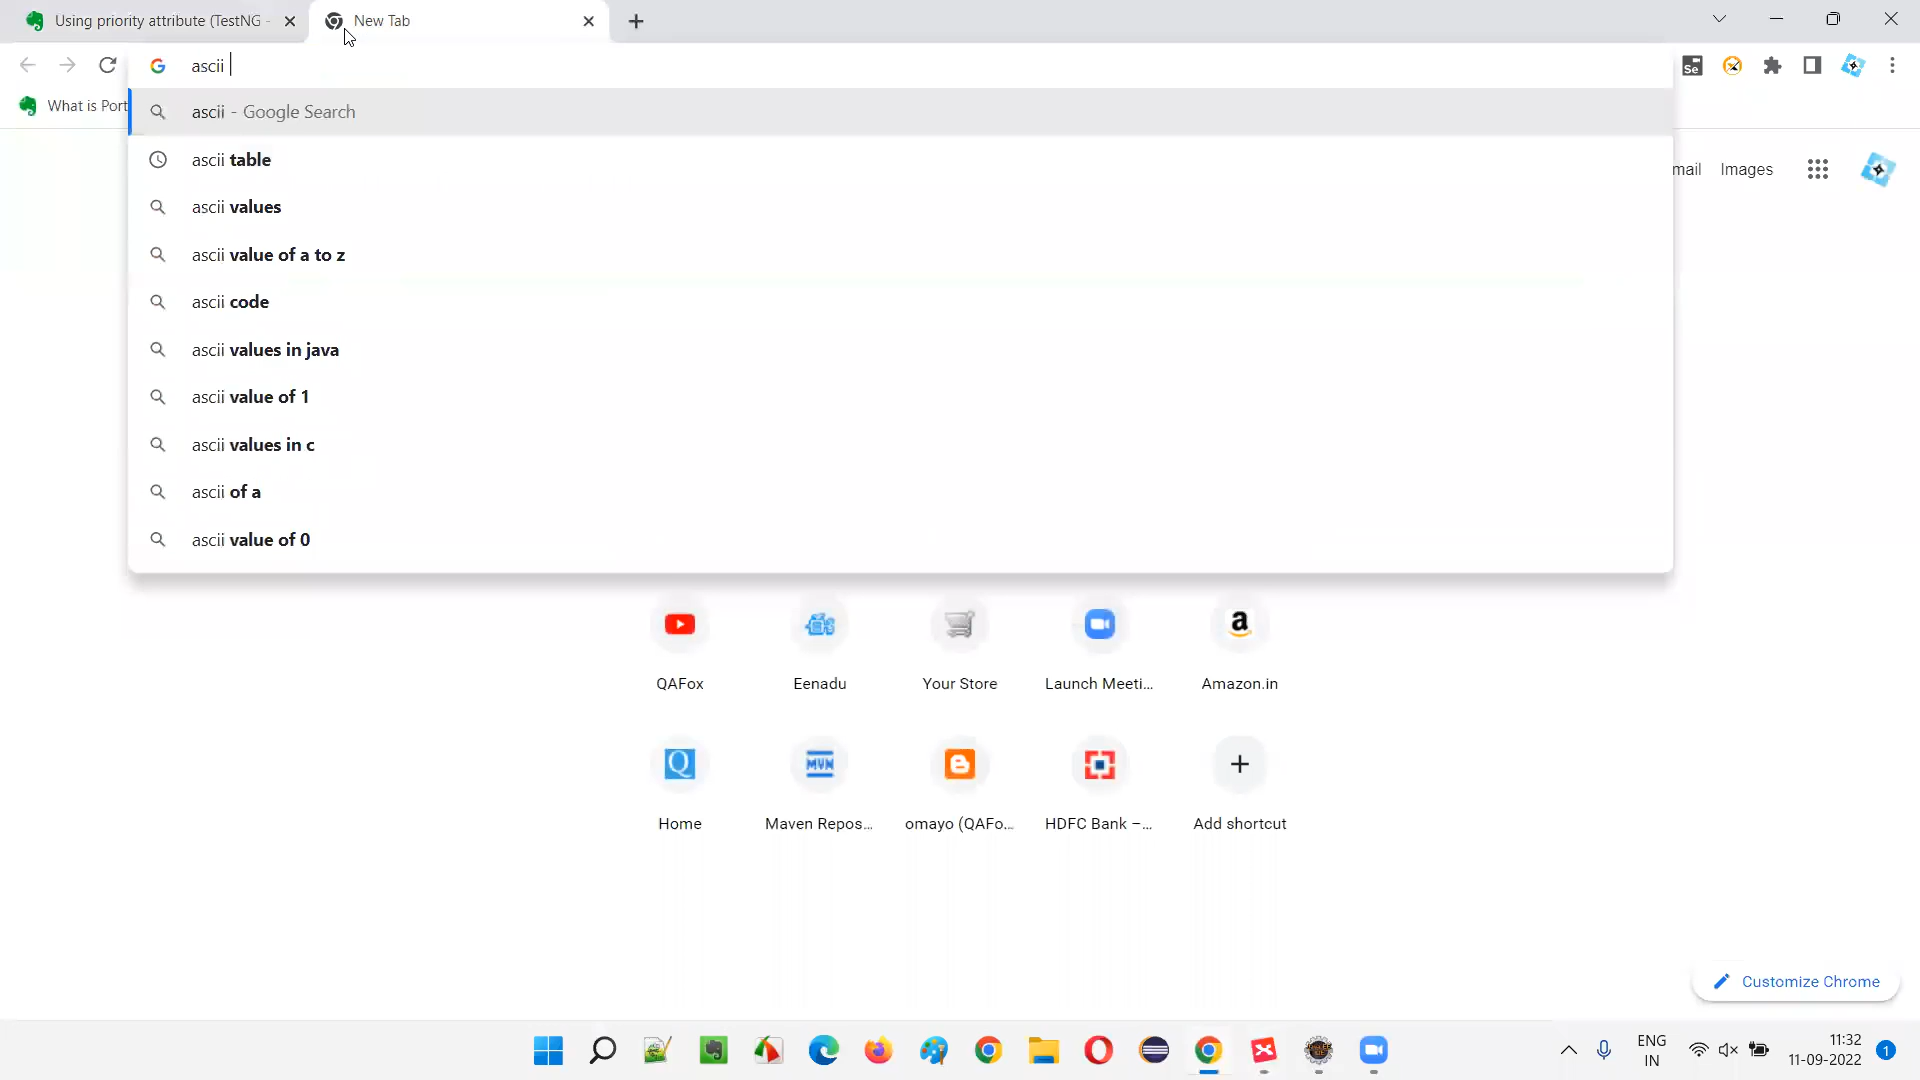 Using priority attribute (TestNG -
New Tab
ascii
What is Port
ascii - Google Search
ascii table
mail
Images
ascii values
ascii value of a to z
ascii code
ascii values in java
ascii value of 1
ascii values in c
ascii of a
ascii value of 0
QAFox
Eenadu
Your Store
Launch Meeti...
Amazon.in
Home
Maven Repos...
omayo (QAFo...
HDFC Bank –...
Add shortcut
Customize Chrome
ENG
IN
11:32
11-09-2022
1
Se
a
Q
MVN